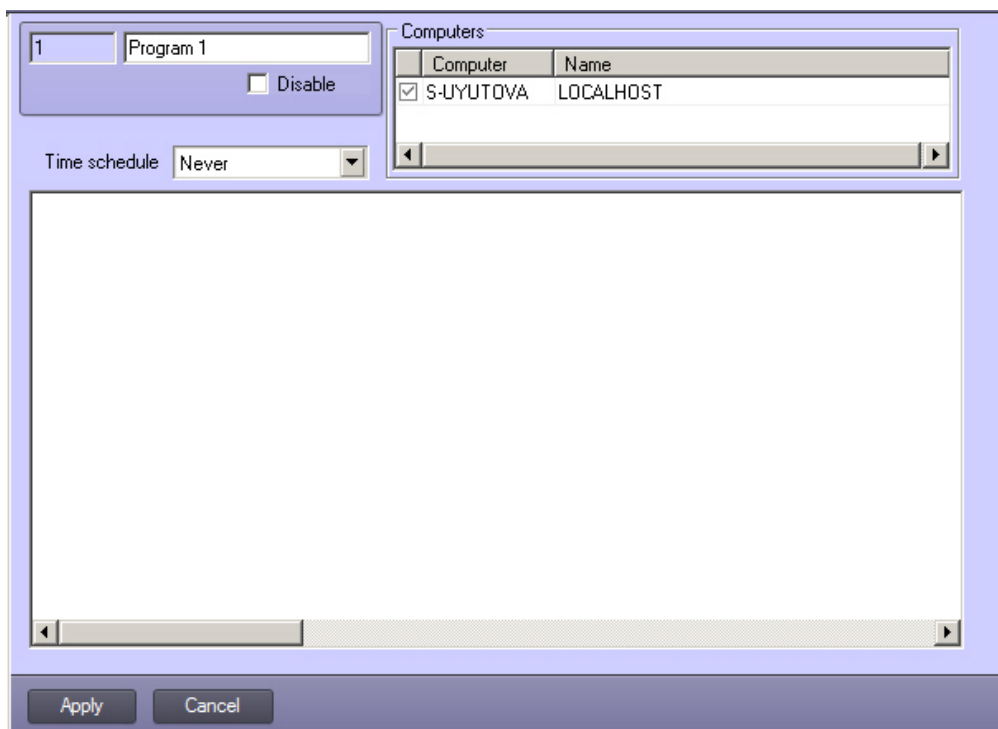 1
Program 1
Disable
Time schedule
Never
Computers
Computer Name
S-UYUTOVA LOCALHOST
Apply
Cancel